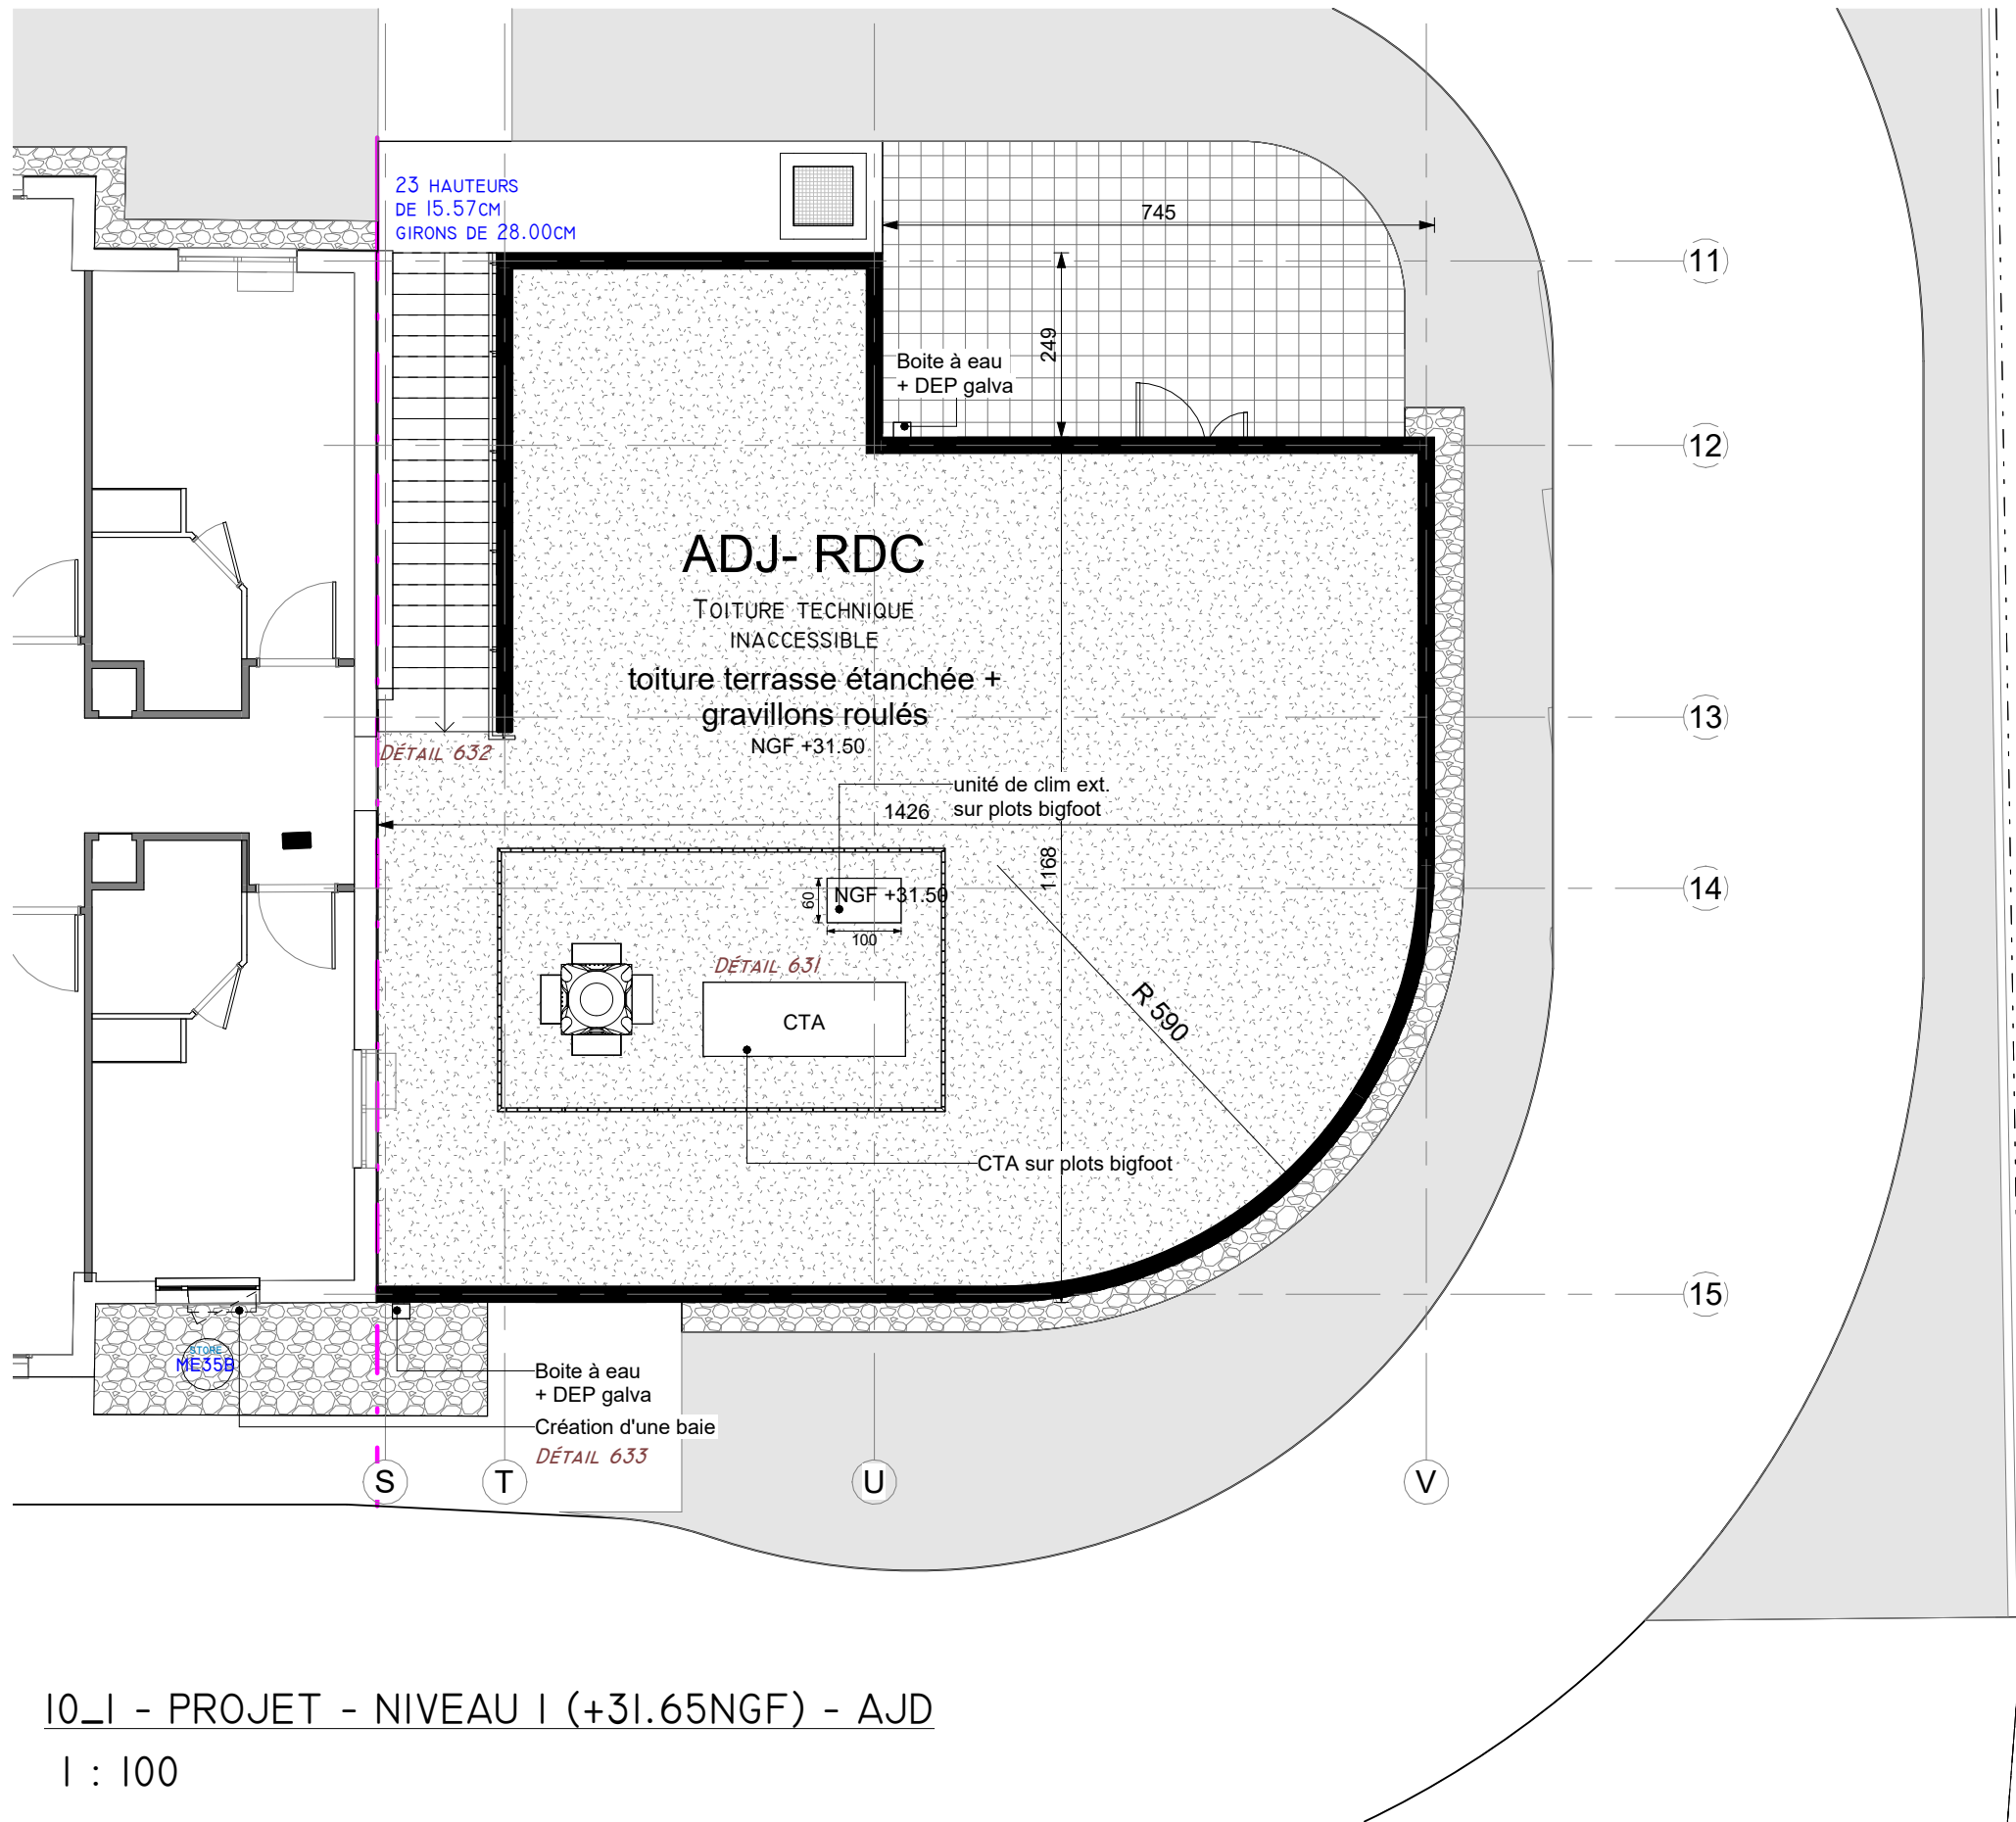 23 HAUTEURS
DE 15.57CM
GIRONS DE 28.00CM
745
11
249
Boite à eau
+ DEP galva
12
ADJ- RDC
TOITURE TECHNIQUE
INACCESSIBLE
toiture terrasse étanchée +
gravillons roulés
NGF +31.50
13
DÉTAIL 632
unité de clim ext.
sur plots bigfoot
1426
1168
14
60
NGF +31.50
100
DÉTAIL 631
CTA
R 590
CTA sur plots bigfoot
15
STORE
ME35B
Boite à eau
+ DEP galva
Création d'une baie
DÉTAIL 633
S
T
U
V
10_1 - PROJET - NIVEAU 1 (+31.65NGF) - AJD
1 : 100